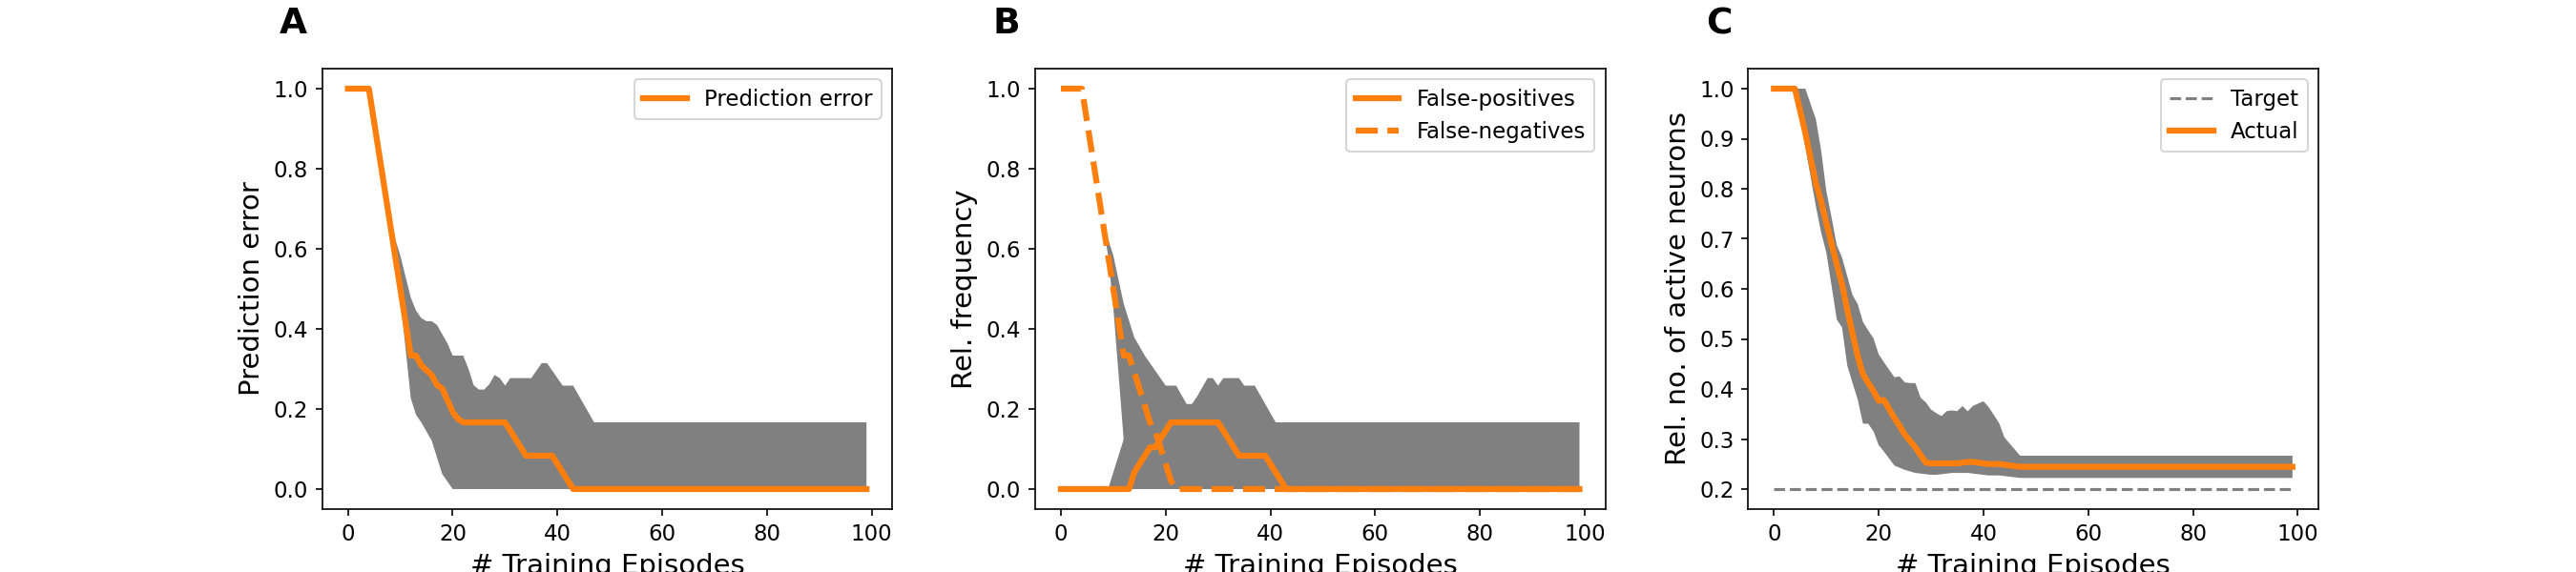 A
Prediction error
1.0
0.8
0.6
0.4
0.2
0.0
Prediction error
0 20 40 60 80 100
# Training Episodes
B
False-positives
False-negatives
1.0
0.8
0.6
0.4
0.2
0.0
Rel. frequency
0 20 40 60 80 100
# Training Episodes
C
Target
Actual
1.0
0.9
0.8
0.7
0.6
0.5
0.4
0.3
0.2
Rel. no. of active neurons
0 20 40 60 80 100
# Training Episodes